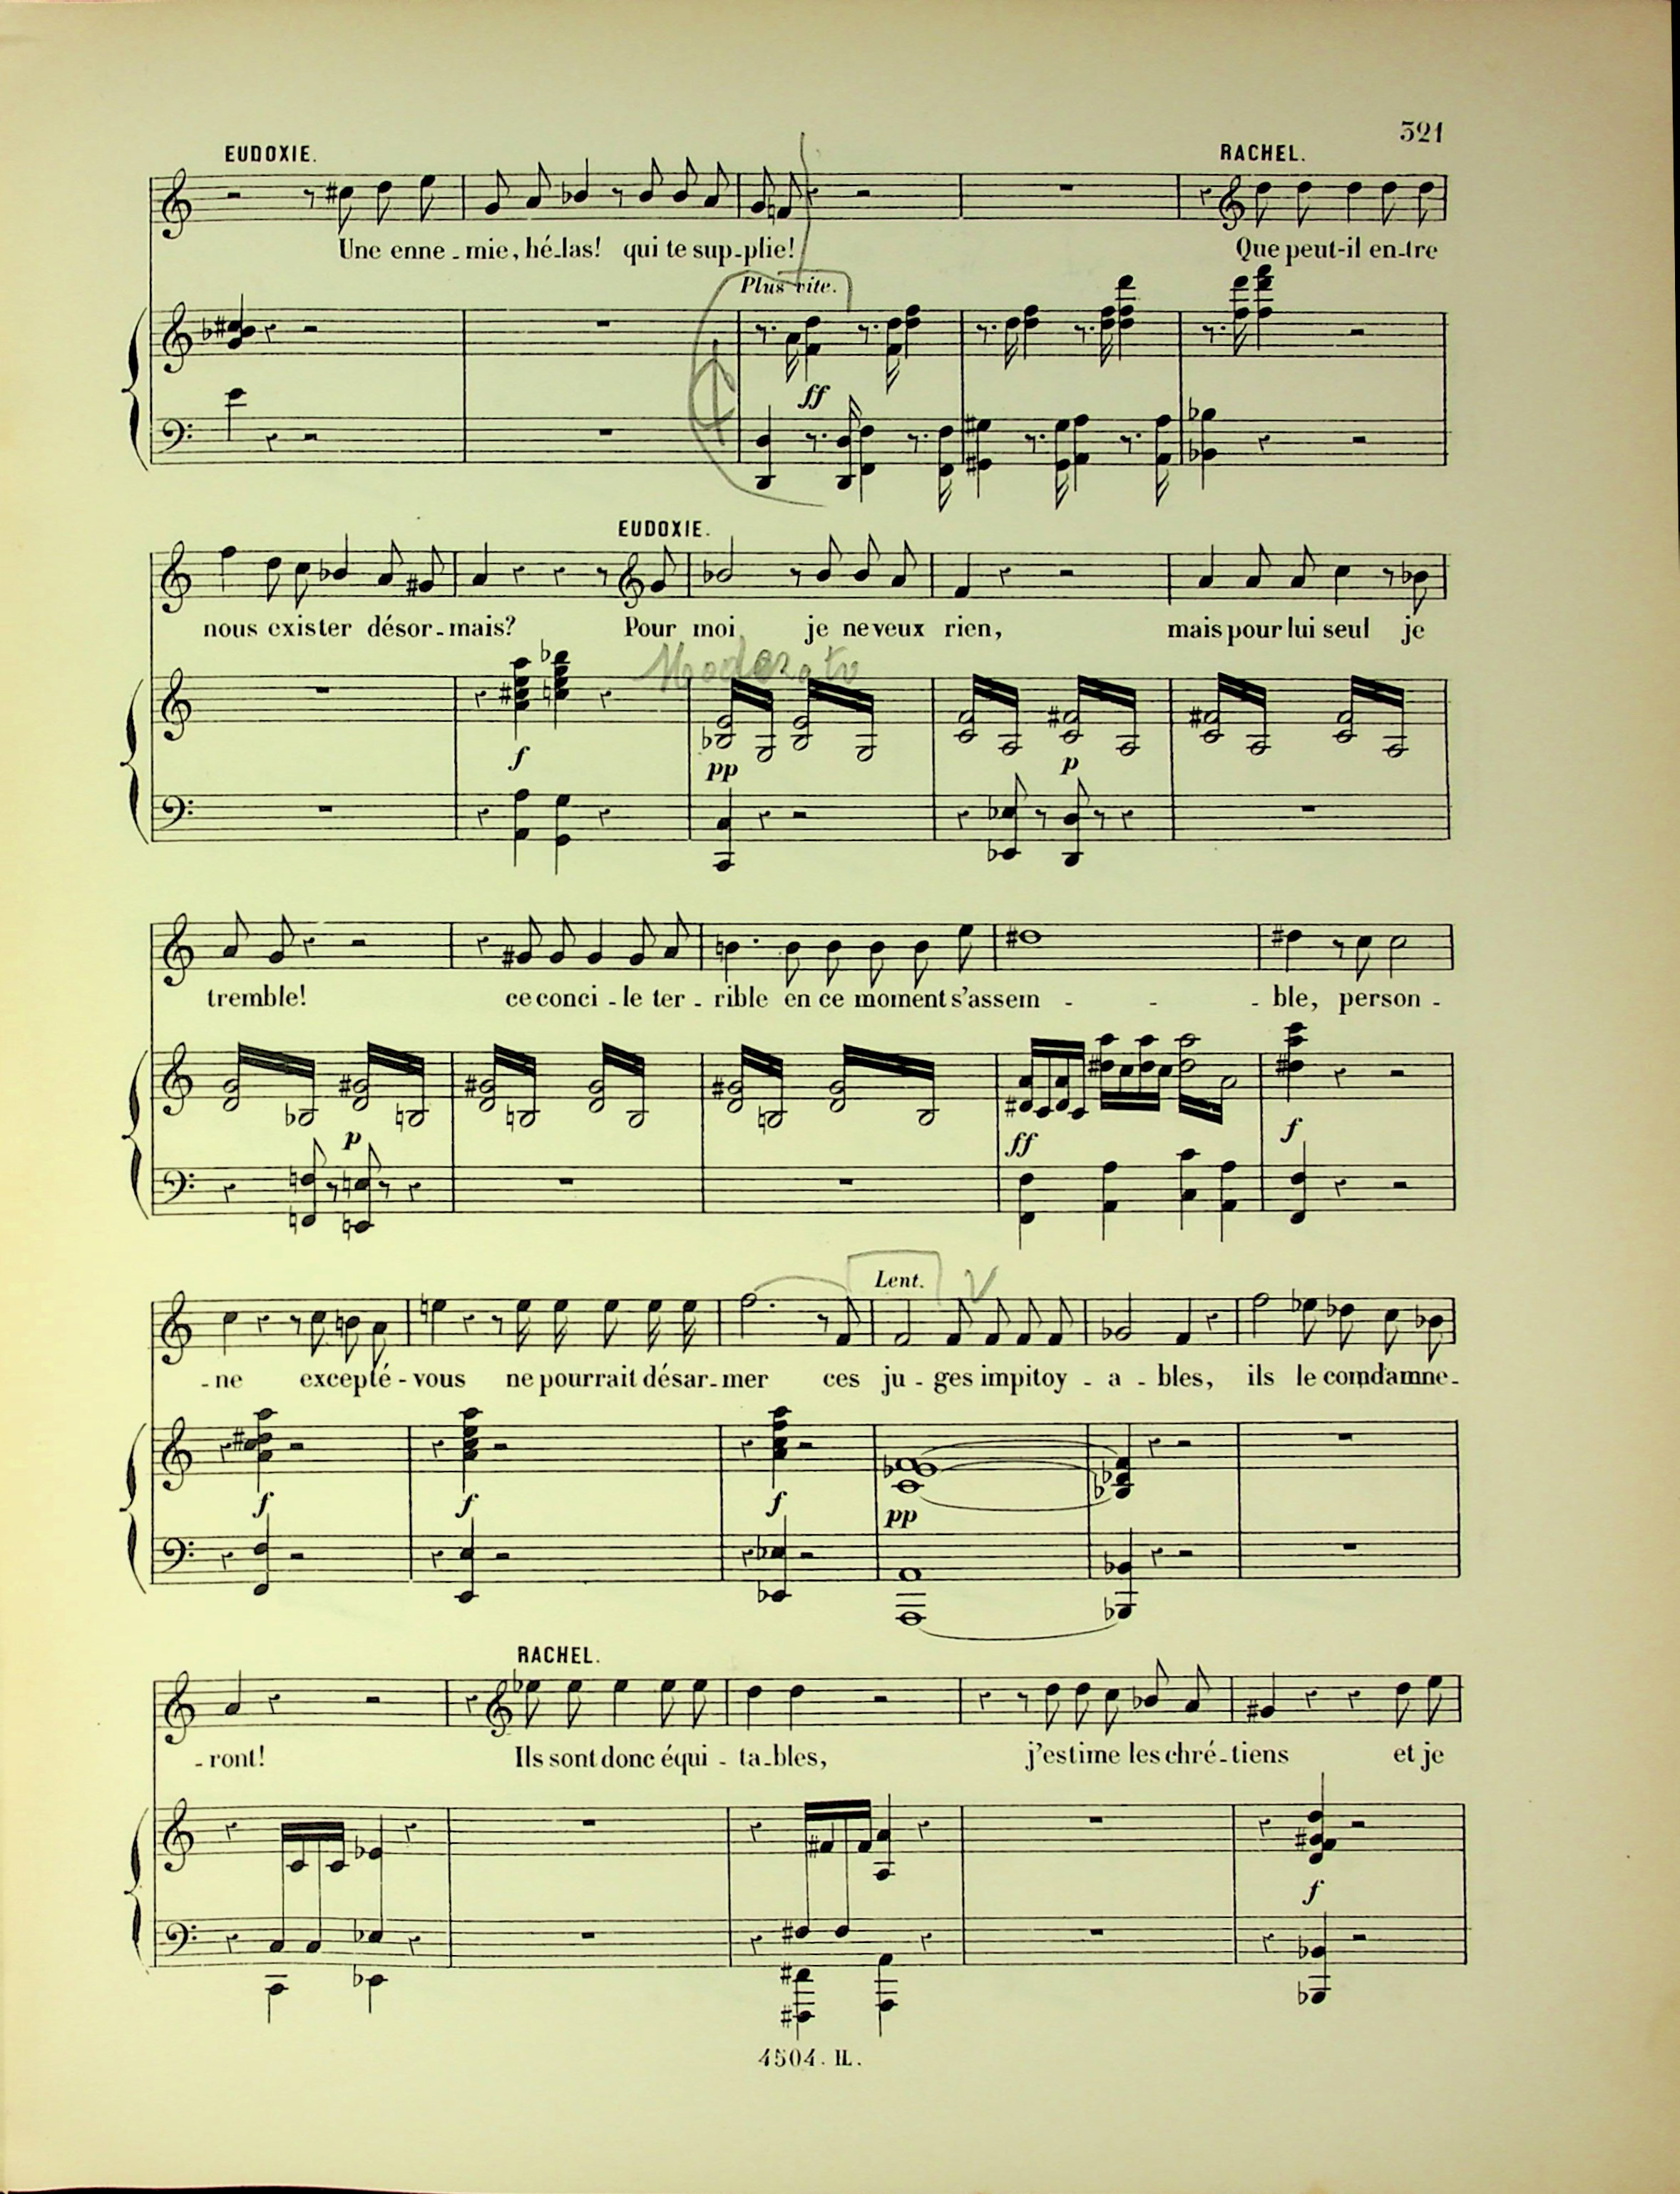 321
EUDOXIE. RACHEL.
Une enne - mie, hé-las! qui te sup-plie! Que peut-il en-tre
Plus vite.
ff
EUDOXIE.
nous exister désor-mais? Pour moi je ne veux rien, mais pour lui seul je
Moderato
f pp p
tremble! ce conci - le ter - rible en ce moment s'assem - - - ble, person -
p ff f
Lent.
- ne excepté - vous ne pourrait désar-mer ces ju - ges impitoy - a - bles, ils le comdamne-
f f f pp
RACHEL.
- ront! Ils sont donc équi - ta-bles, j'estime les chré-tiens et je
f
4504. H.